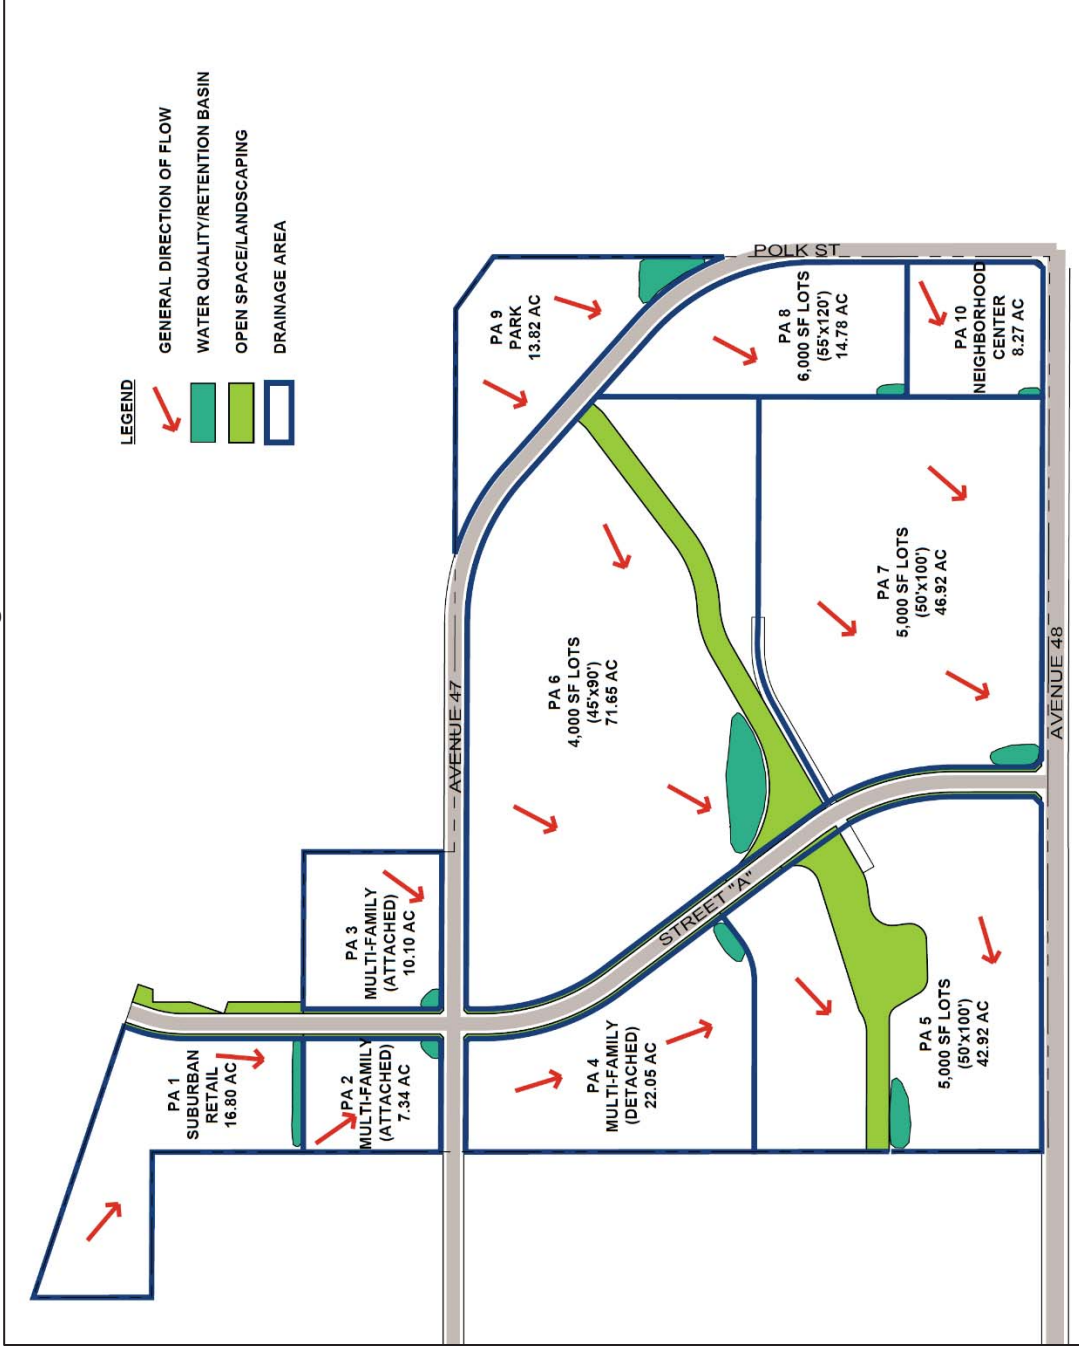 LEGEND
GENERAL DIRECTION OF FLOW
WATER QUALITY/RETENTION BASIN
OPEN SPACE/LANDSCAPING
DRAINAGE AREA
PA 1
SUBURBAN
RETAIL
16.80 AC
PA 2
MULTI-FAMILY
(ATTACHED)
7.34 AC
PA 3
MULTI-FAMILY
(ATTACHED)
10.10 AC
AVENUE 47
PA 4
MULTI-FAMILY
(DETACHED)
22.05 AC
STREET "A"
PA 6
4,000 SF LOTS
(45'x90')
71.65 AC
PA 9
PARK
13.82 AC
POLK ST
PA 8
6,000 SF LOTS
(55'x120')
14.78 AC
PA 10
NEIGHBORHOOD
CENTER
8.27 AC
PA 7
5,000 SF LOTS
(50'x100')
46.92 AC
PA 5
5,000 SF LOTS
(50'x100')
42.92 AC
AVENUE 48